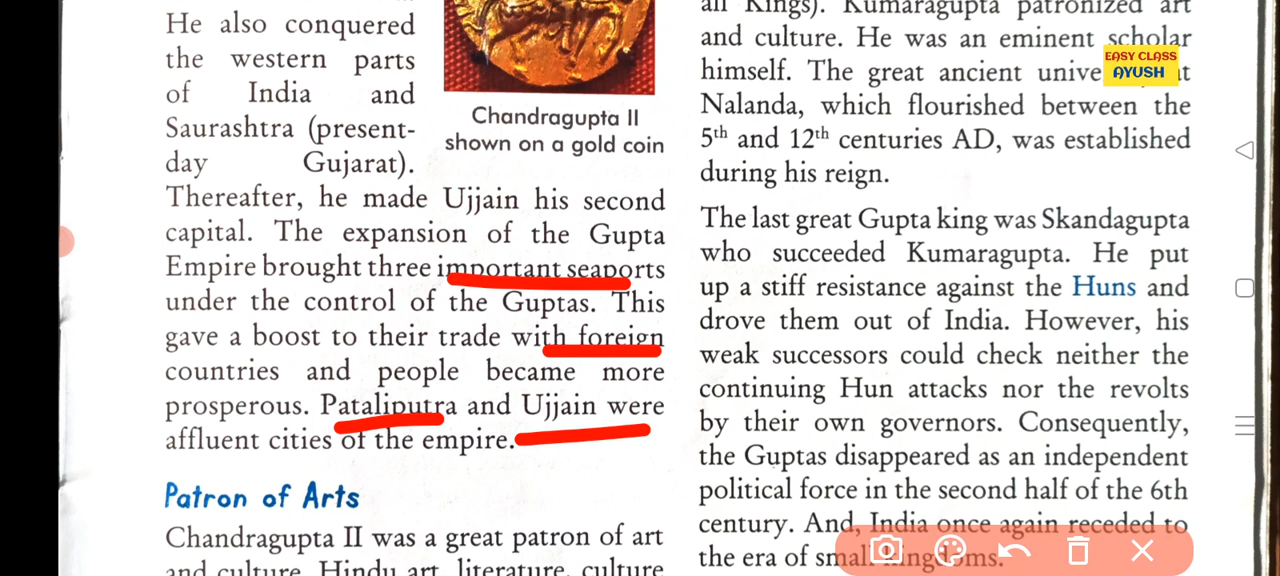 He also conquered
the western parts
of India and
Saurashtra (present-
day Gujarat).
Chandragupta II
shown on a gold coin
Thereafter, he made Ujjain his second
capital. The expansion of the Gupta
Empire brought three important seaports
under the control of the Guptas. This
gave a boost to their trade with foreign
countries and people became more
prosperous. Pataliputra and Ujjain were
affluent cities of the empire.
Patron of Arts
Chandragupta II was a great patron of art
and culture. Hindu art, literature, culture
all Kings). Kumaragupta patronized art
and culture. He was an eminent scholar
himself. The great ancient
Nalanda, which flourished between the
5th and 12th centuries AD, was established
during his reign.
The last great Gupta king was Skandagupta
who succeeded Kumaragupta. He put
up a stiff resistance against the Huns and
drove them out of India. However, his
weak successors could check neither the
continuing Hun attacks nor the revolts
by their own governors. Consequently,
the Guptas disappeared as an independent
political force in the second half of the 6th
century. And, India once again receded to
the era of small kingdoms.
EASY CLASS
AYUSH